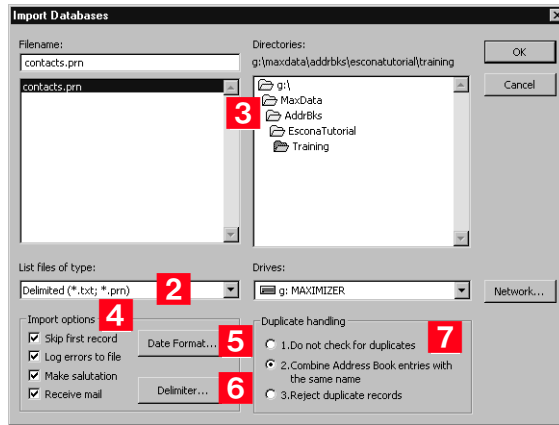 Import Databases
Filename:
contacts.prn
contacts.prn
Directories:
g:\maxdata\addrbks\esconatutorial\training
g:\
MaxData
AddrBks
EsconaTutorial
Training
3
OK
Cancel
List files of type:
Delimited (*.txt; *.prn)
2
Drives:
g: MAXIMIZER
Network...
Import options
4
Skip first record
Log errors to file
Make salutation
Receive mail
Date Format...
5
Delimiter...
6
Duplicate handling
7
1.Do not check for duplicates
2.Combine Address Book entries with
the same name
3.Reject duplicate records